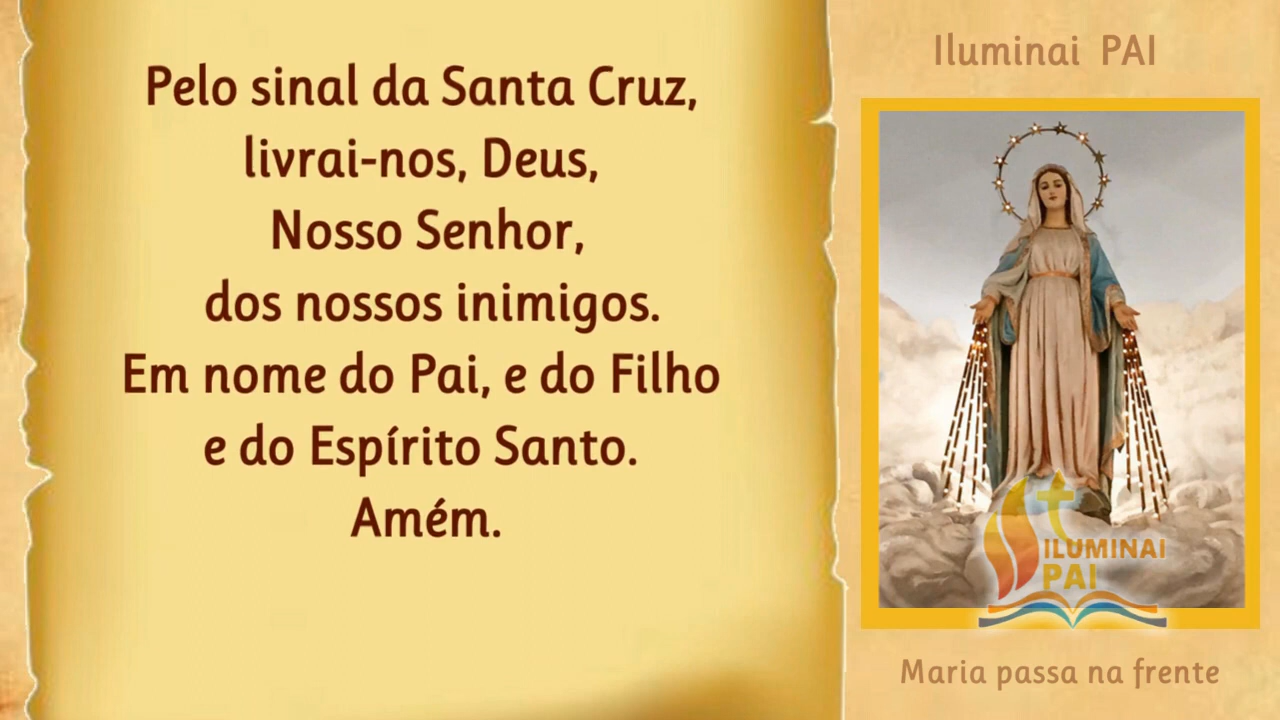 Pelo sinal da Santa Cruz,
livrai-nos, Deus,
Nosso Senhor,
dos nossos inimigos.
Em nome do Pai, e do Filho
e do Espírito Santo.
Amém.
Iluminai PAI
ILUMINAI
PAI
Maria passa na frente